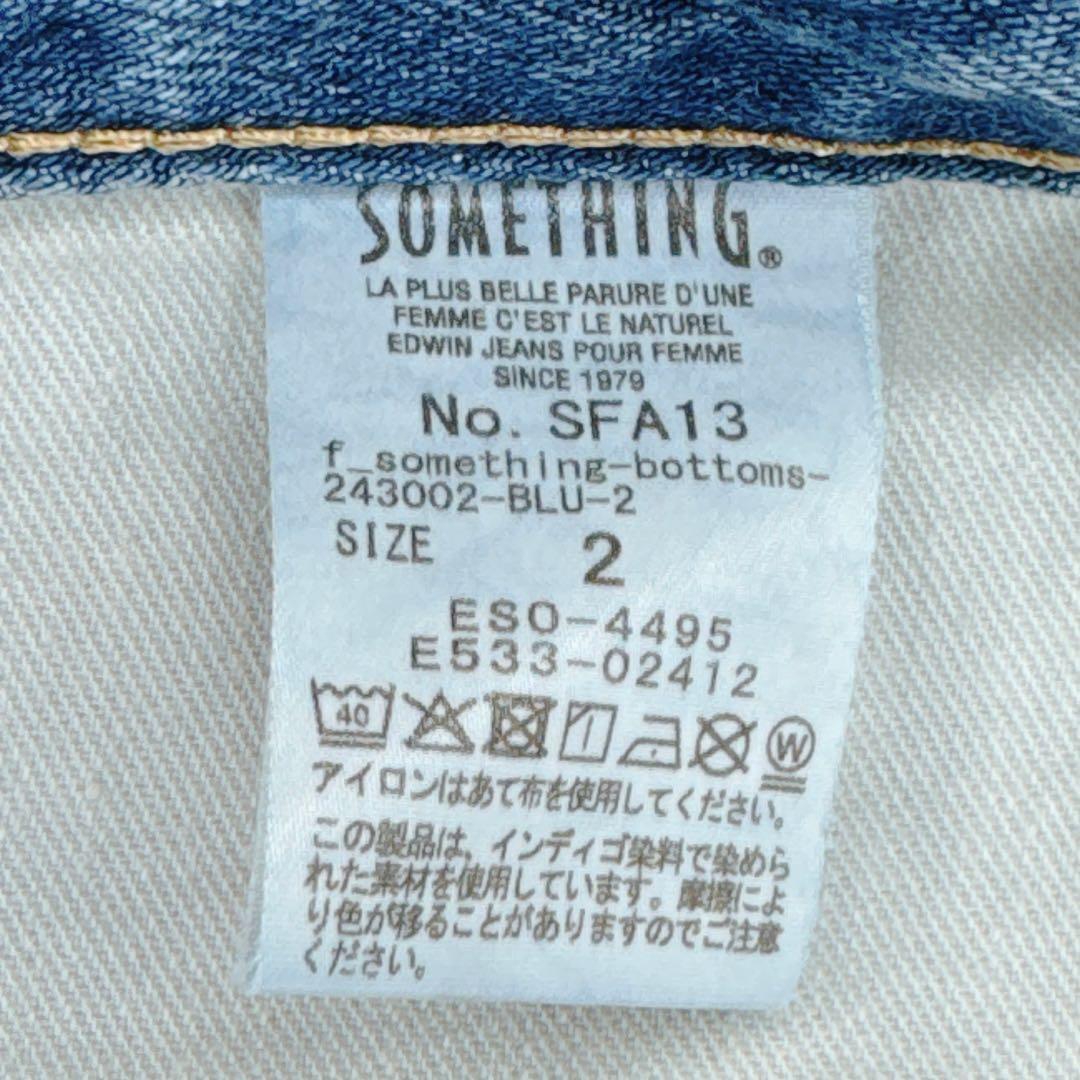 SOMETHING®
LA PLUS BELLE PARURE D'UNE
FEMME C'EST LE NATUREL
EDWIN JEANS POUR FEMME
SINCE 1979
No. SFA13
f_something-bottoms-
243002-BLU-2
SIZE 2
ESO-4495
E533-02412
40 W
アイロンはあて布を使用してください。
この製品は、インディゴ染料で染めら
れた素材を使用しています。摩擦によ
り色が移ることがありますのでご注意
ください。